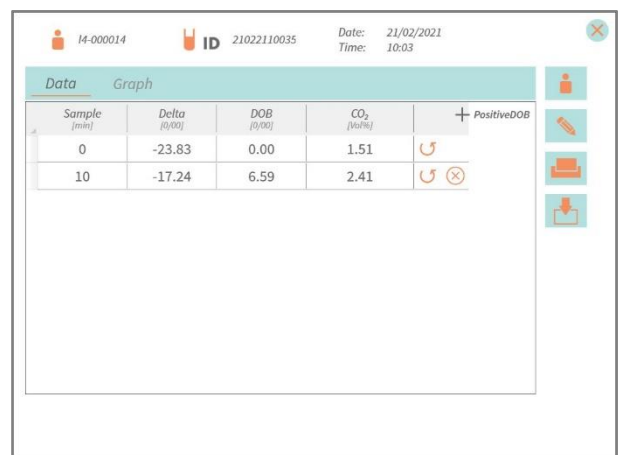 I4-000014 ID 21022110035 Date: 21/02/2021
Time: 10:03
Data Graph
Sample Delta DOB CO₂ + PositiveDOB
[min] [0/00] [0/00] [Vol%]
0 -23.83 0.00 1.51
10 -17.24 6.59 2.41